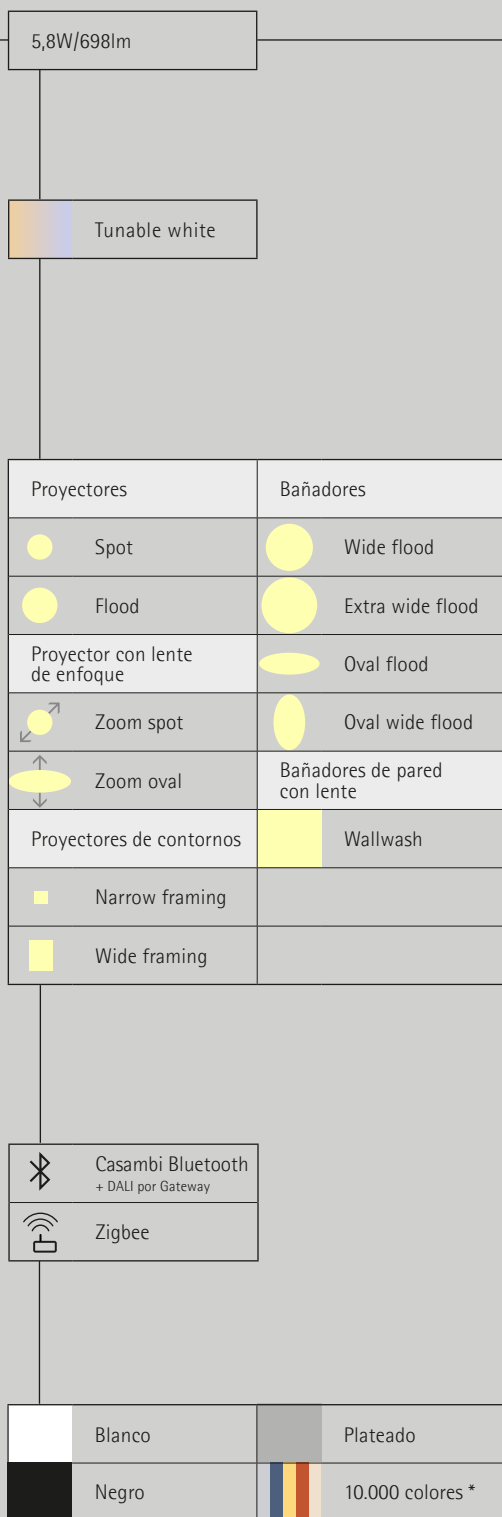 5,8W/698lm
Tunable white
Proyectores
Spot
Flood
Proyector con lente
de enfoque
Zoom spot
Zoom oval
Proyectores de contornos
Narrow framing
Wide framing
Bañadores
Wide flood
Extra wide flood
Oval flood
Oval wide flood
Bañadores de pared
con lente
Wallwash
Casambi Bluetooth
+ DALI por Gateway
Zigbee
Blanco
Plateado
Negro
10.000 colores *